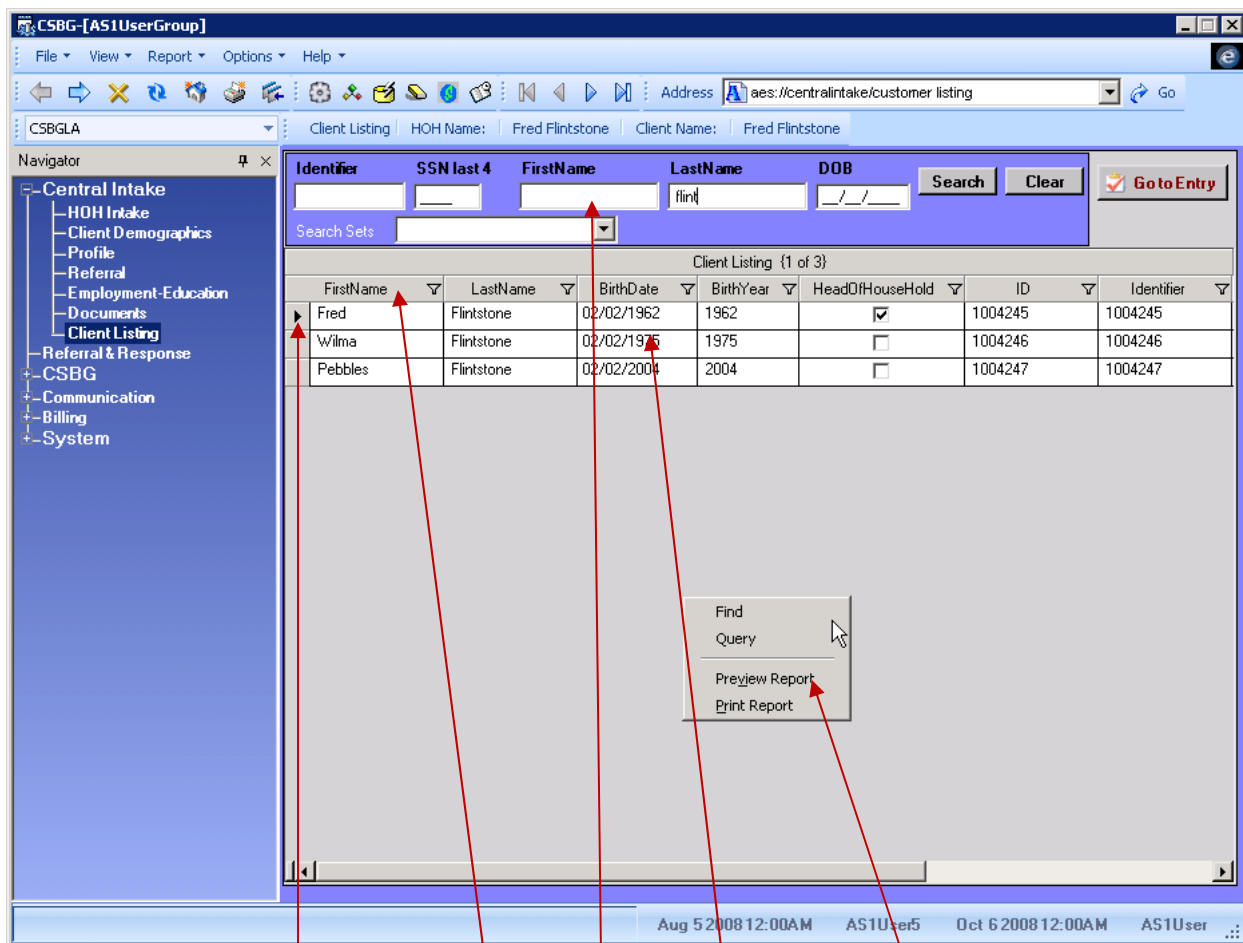 CSBG-[AS1UserGroup]
File View Report Options Help
Address aes://centralintake/customer listing Go
CSBGLA Client Listing HOH Name: Fred Flintstone Client Name: Fred Flintstone
Navigator
Central Intake
HOH Intake
Client Demographics
Profile
Referral
Employment-Education
Documents
Client Listing
Referral & Response
CSBG
Communication
Billing
System
Identifier SSN last 4 FirstName LastName DOB
flint __/__/____ Search Clear Go to Entry
Search Sets
Client Listing {1 of 3}
FirstName LastName BirthDate BirthYear HeadOfHouseHold ID Identifier
Fred Flintstone 02/02/1962 1962 1004245 1004245
Wilma Flintstone 02/02/1975 1975 1004246 1004246
Pebbles Flintstone 02/02/2004 2004 1004247 1004247
Find
Query
Preview Report
Print Report
Aug 5 2008 12:00AM AS1User5 Oct 6 2008 12:00AM AS1User